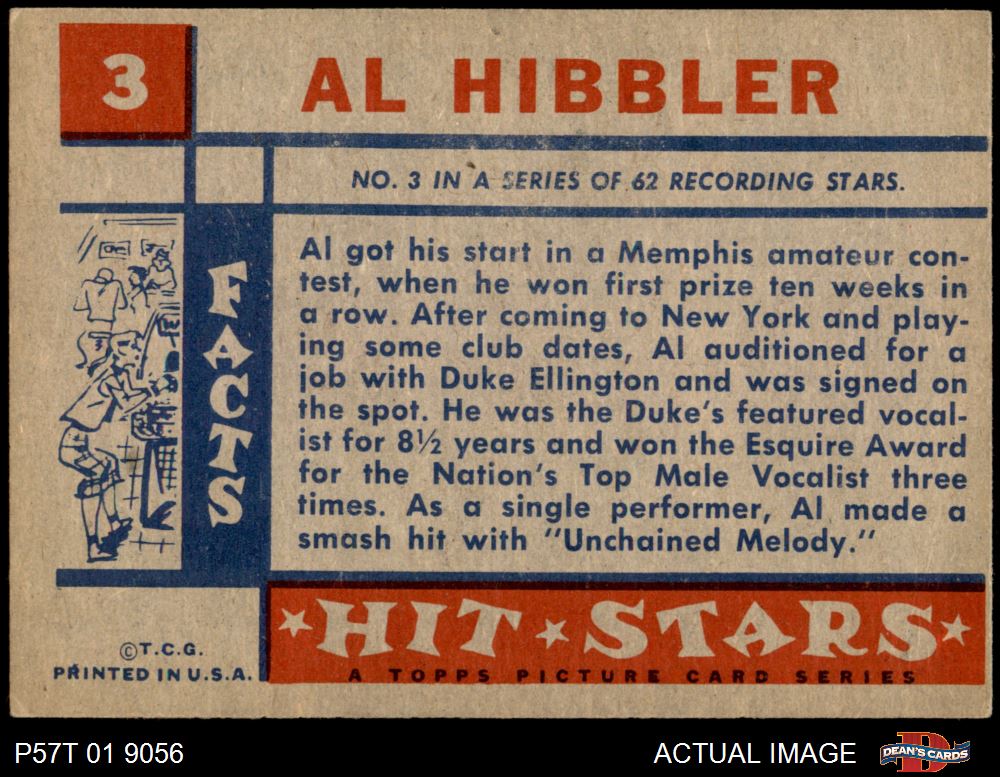 3
AL HIBBLER
NO. 3 IN A SERIES OF 62 RECORDING STARS.
FACTS
Al got his start in a Memphis amateur con-
test, when he won first prize ten weeks in
a row. After coming to New York and play-
ing some club dates, Al auditioned for a
job with Duke Ellington and was signed on
the spot. He was the Duke's featured vocal-
ist for 8½ years and won the Esquire Award
for the Nation's Top Male Vocalist three
times. As a single performer, Al made a
smash hit with "Unchained Melody."
HIT STARS
A TOPPS PICTURE CARD SERIES
©T.C.G.
PRINTED IN U.S.A.
P57T 01 9056
ACTUAL IMAGE
DEAN'S CARDS